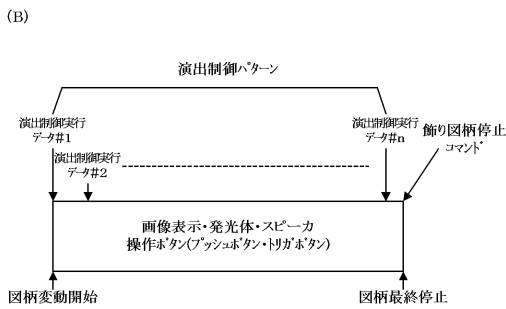 (B)
演出制御ﾊﾟﾀｰﾝ
演出制御実行
ﾃﾞｰﾀ#1
演出制御実行
ﾃﾞｰﾀ#2
演出制御実行
ﾃﾞｰﾀ#n
飾り図柄停止
ｺﾏﾝﾄﾞ
画像表示・発光体・スピーカ
操作ﾎﾞﾀﾝ(ﾌﾟｯｼｭﾎﾞﾀﾝ・ﾄﾘｶﾞﾎﾞﾀﾝ)
図柄変動開始
図柄最終停止